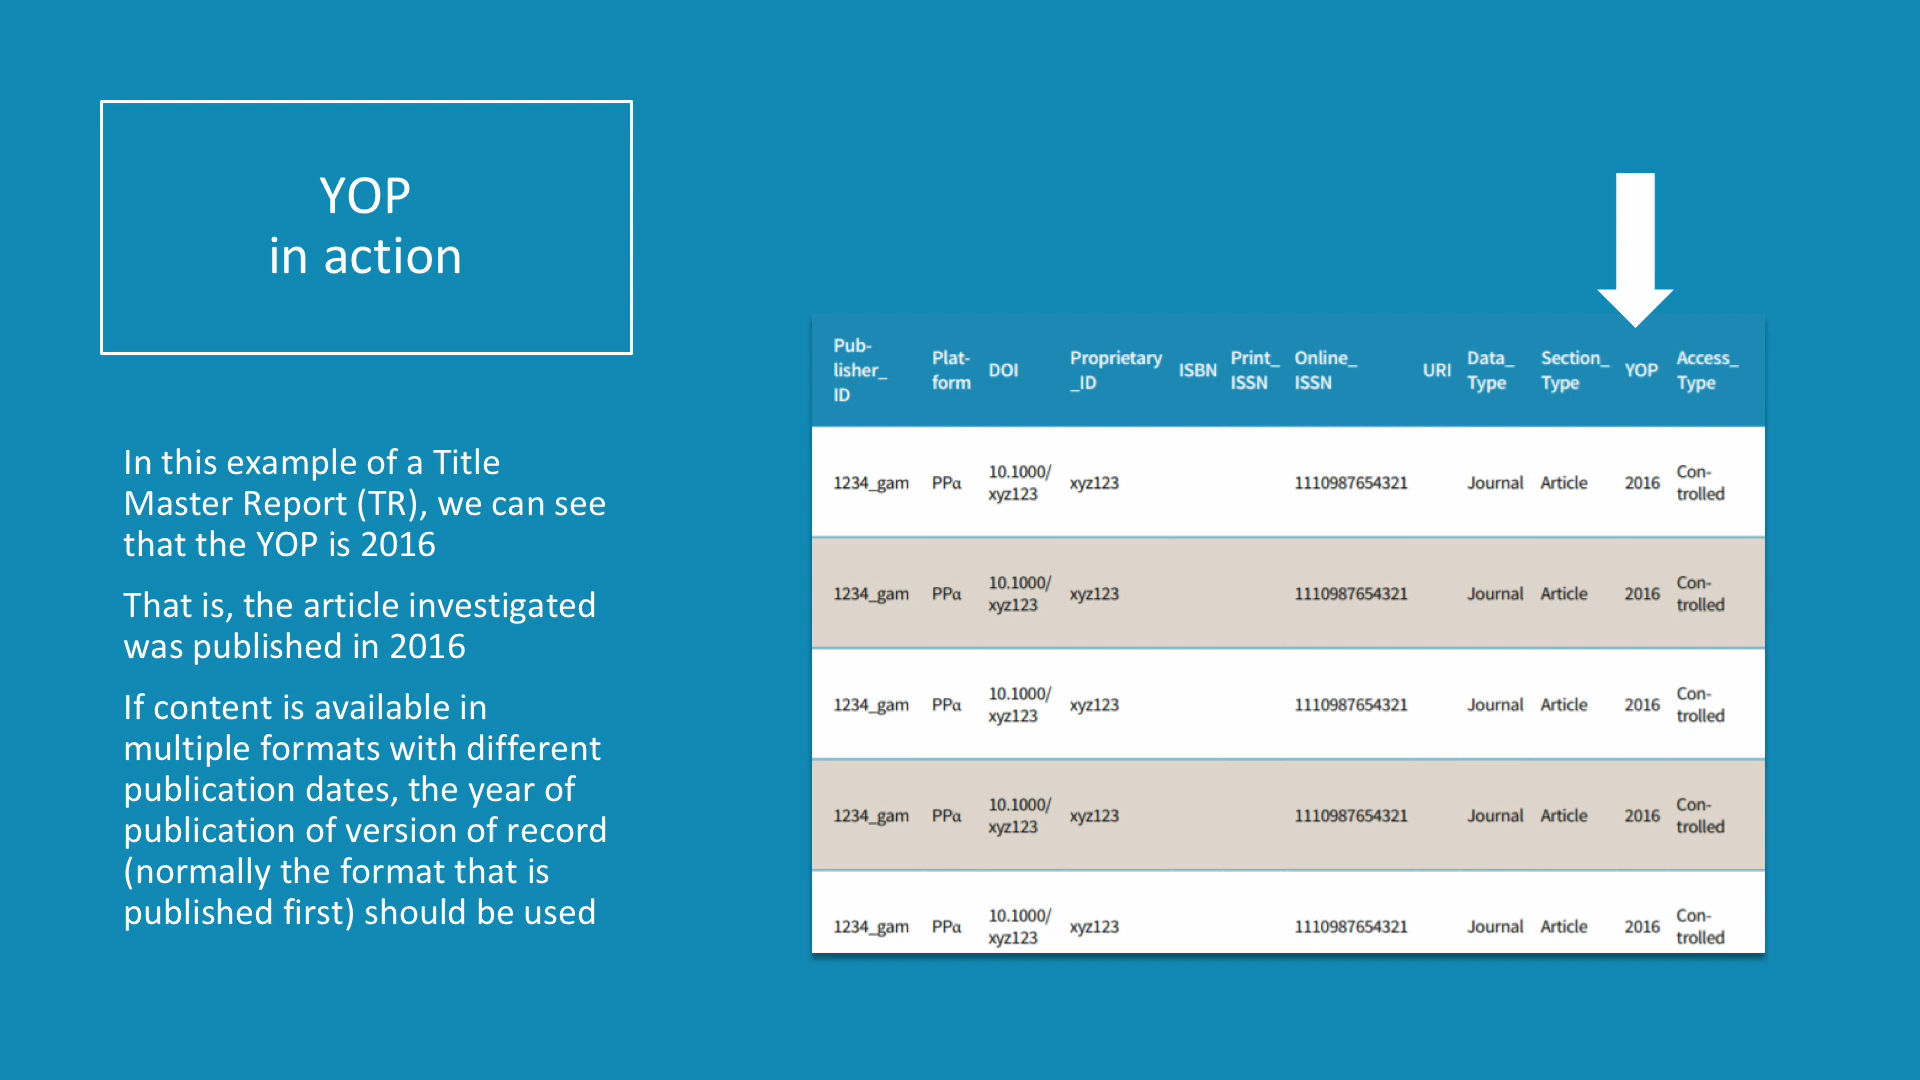 YOP
in action
In this example of a Title
Master Report (TR), we can see
that the YOP is 2016
That is, the article investigated
was published in 2016
If content is available in
multiple formats with different
publication dates, the year of
publication of version of record
(normally the format that is
published first) should be used
Pub-
lisher_
ID
Plat-
form
DOI
Proprietary
_ID
ISBN
Print_
ISSN
Online_
ISSN
URI
Data_
Type
Section_
Type
YOP
Access_
Type
1234_gam PPα 10.1000/ xyz123 1110987654321 Journal Article 2016 Con-
xyz123 trolled
1234_gam PPα 10.1000/ xyz123 1110987654321 Journal Article 2016 Con-
xyz123 trolled
1234_gam PPα 10.1000/ xyz123 1110987654321 Journal Article 2016 Con-
xyz123 trolled
1234_gam PPα 10.1000/ xyz123 1110987654321 Journal Article 2016 Con-
xyz123 trolled
1234_gam PPα 10.1000/ xyz123 1110987654321 Journal Article 2016 Con-
xyz123 trolled